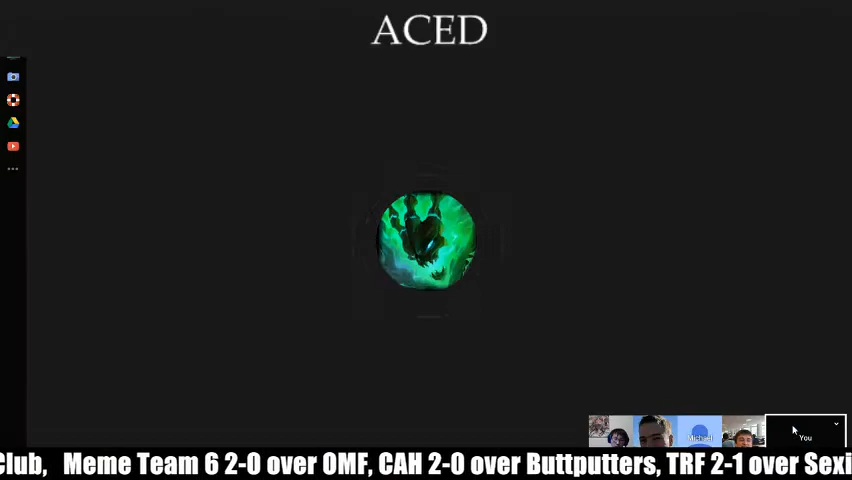 ACED
Michael
You
Club, Meme Team 6 2-0 over OMF, CAH 2-0 over Buttputters, TRF 2-1 over Sexi